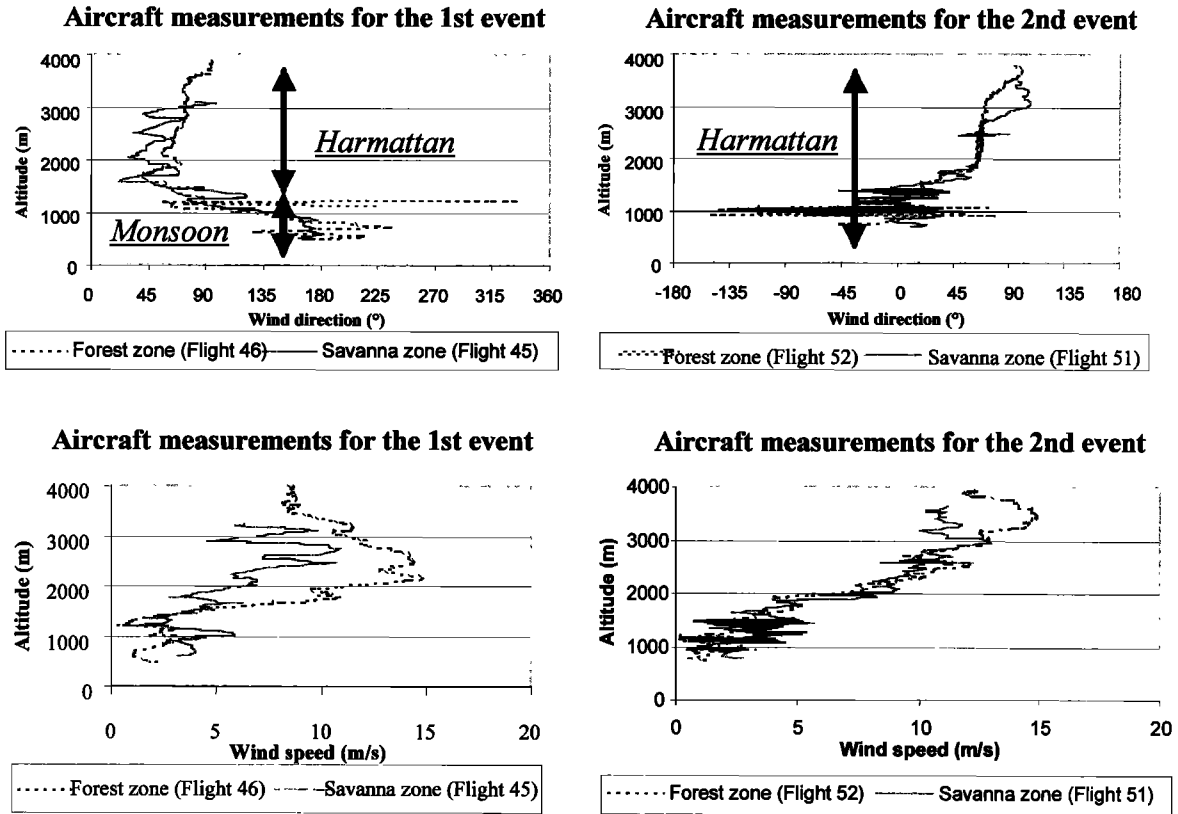 Aircraft measurements for the 1st event
4000
3000
2000
1000
0
Altitude (m)
Harmattan
Monsoon
0 45 90 135 180 225 270 315 360
Wind direction (°)
Forest zone (Flight 46) Savanna zone (Flight 45)
Aircraft measurements for the 2nd event
4000
3000
2000
1000
0
Altitude (m)
Harmattan
-180 -135 -90 -45 0 45 90 135 180
Wind direction (°)
Forest zone (Flight 52) Savanna zone (Flight 51)
Aircraft measurements for the 1st event
4000
3000
2000
1000
0
Altitude (m)
0 5 10 15 20
Wind speed (m/s)
Forest zone (Flight 46) Savanna zone (Flight 45)
Aircraft measurements for the 2nd event
4000
3000
2000
1000
0
Altitude (m)
0 5 10 15 20
Wind speed (m/s)
Forest zone (Flight 52) Savanna zone (Flight 51)